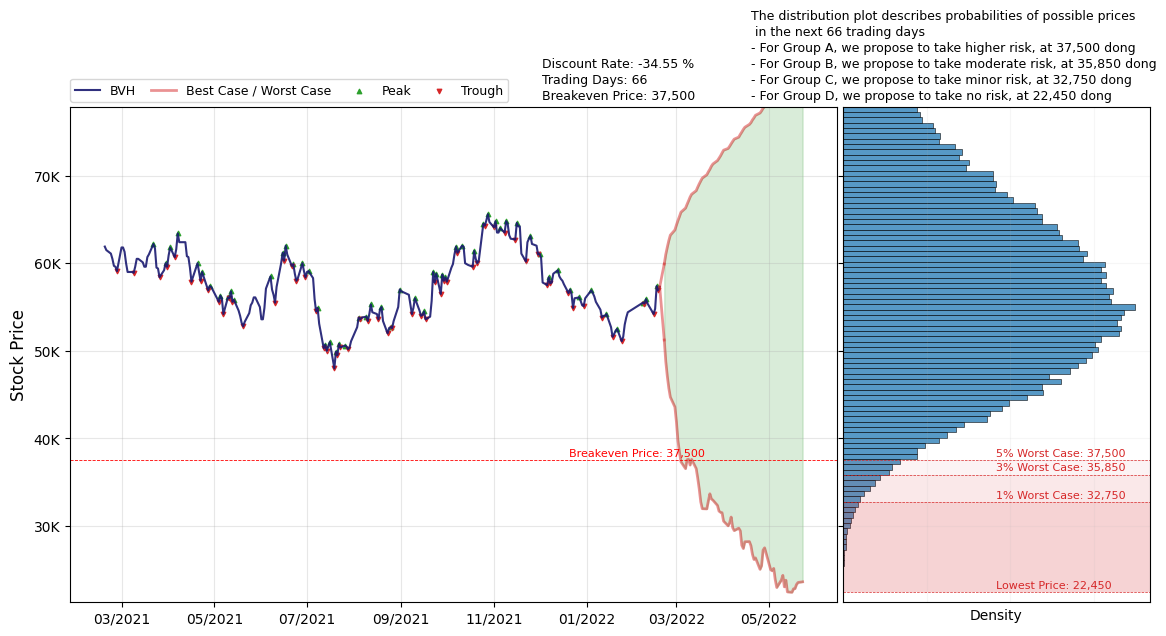 The distribution plot describes probabilities of possible prices
in the next 66 trading days
- For Group A, we propose to take higher risk, at 37,500 dong
- For Group B, we propose to take moderate risk, at 35,850 dong
- For Group C, we propose to take minor risk, at 32,750 dong
- For Group D, we propose to take no risk, at 22,450 dong
Discount Rate: -34.55 %
Trading Days: 66
Breakeven Price: 37,500
BVH
Best Case / Worst Case
Peak
Trough
Stock Price
70K
60K
50K
40K
30K
Breakeven Price: 37,500
5% Worst Case: 37,500
3% Worst Case: 35,850
1% Worst Case: 32,750
Lowest Price: 22,450
03/2021
05/2021
07/2021
09/2021
11/2021
01/2022
03/2022
05/2022
Density